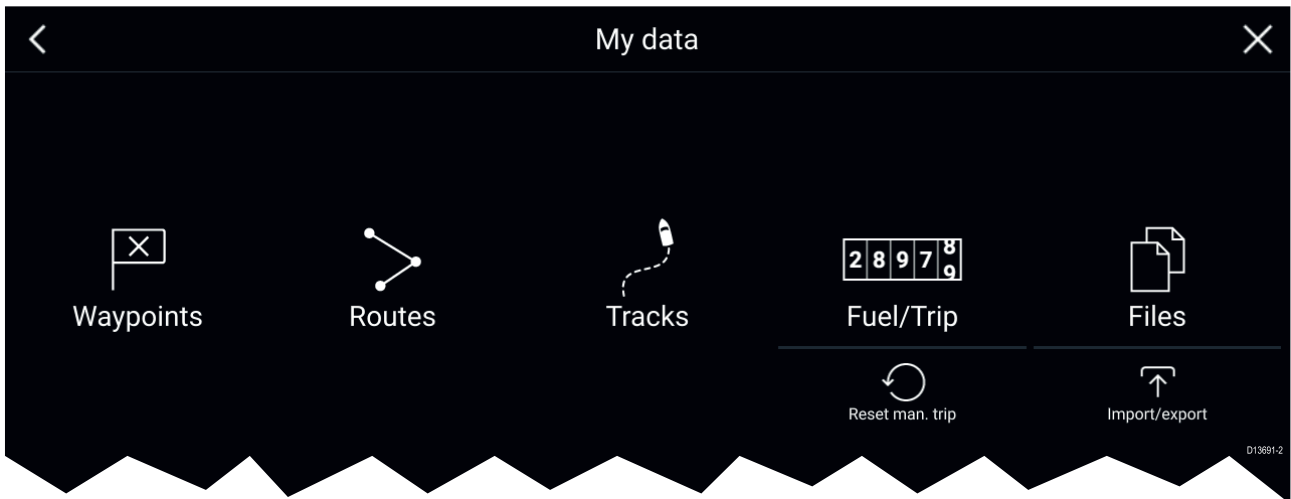 My data
2 8 9 7 8 9
Waypoints
Routes
Tracks
Fuel/Trip
Files
Reset man. trip
Import/export
D13691-2